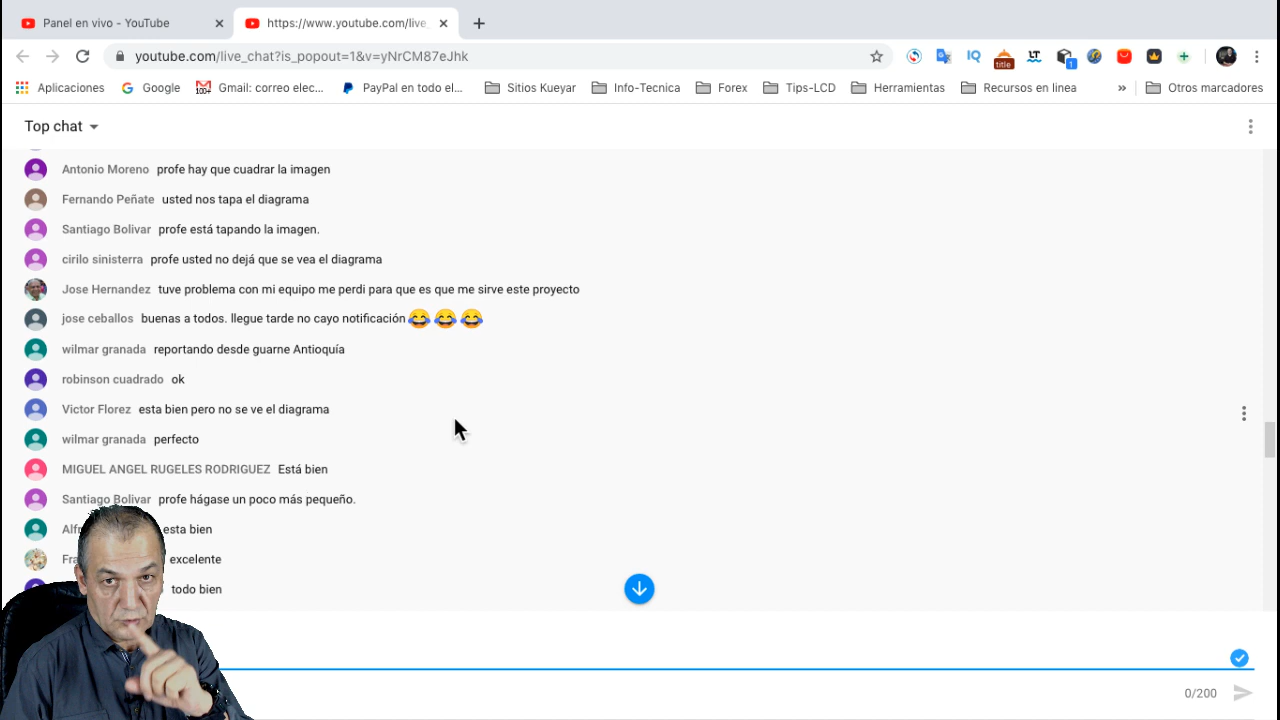 Panel en vivo - YouTube
https://www.youtube.com/live_
youtube.com/live_chat?is_popout=1&v=yNrCM87eJhk
Aplicaciones Google Gmail: correo elec... PayPal en todo el... Sitios Kueyar Info-Tecnica Forex Tips-LCD Herramientas Recursos en linea » Otros marcadores
IQ
title
LT
1
100+
Top chat
Antonio Moreno profe hay que cuadrar la imagen
Fernando Peñate usted nos tapa el diagrama
Santiago Bolivar profe está tapando la imagen.
cirilo sinisterra profe usted no dejá que se vea el diagrama
Jose Hernandez tuve problema con mi equipo me perdi para que es que me sirve este proyecto
jose ceballos buenas a todos. llegue tarde no cayo notificación 😂 😂 😂
wilmar granada reportando desde guarne Antioquía
robinson cuadrado ok
Victor Florez esta bien pero no se ve el diagrama
wilmar granada perfecto
MIGUEL ANGEL RUGELES RODRIGUEZ Está bien
Santiago Bolivar profe hágase un poco más pequeño.
esta bien
excelente
todo bien
0/200